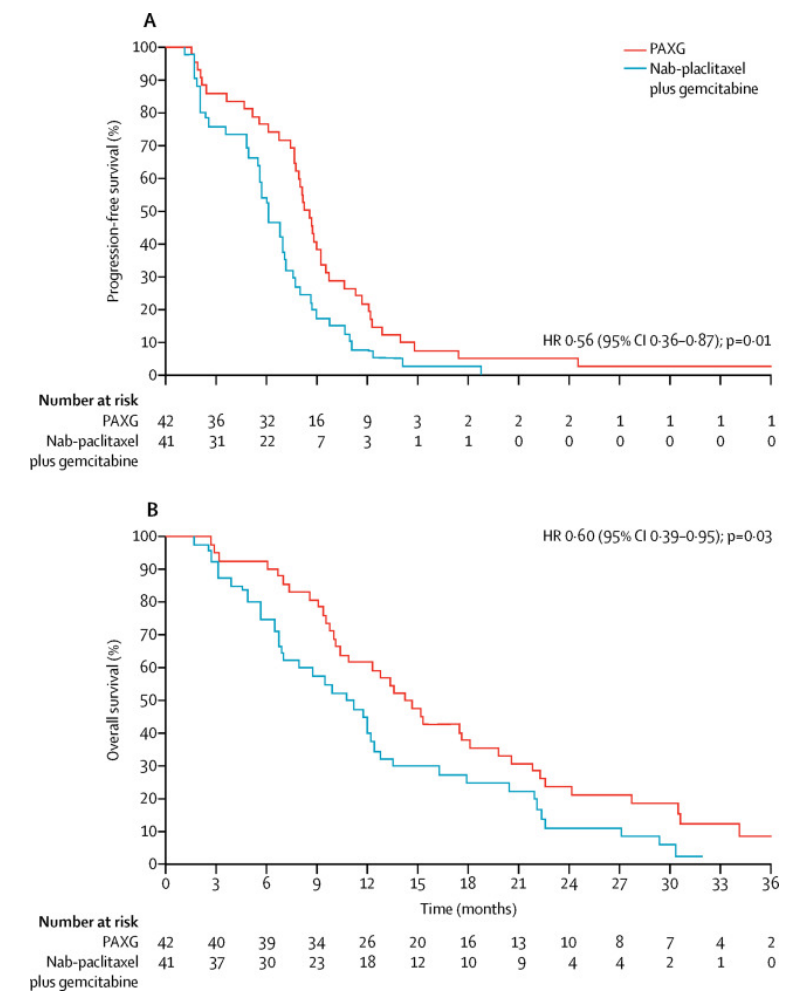 A
PAXG
Nab-placlitaxel
plus gemcitabine
Progression-free survival (%)
100
90
80
70
60
50
40
30
20
10
0
HR 0·56 (95% CI 0·36–0·87); p=0·01
Number at risk
PAXG 42 36 32 16 9 3 2 2 2 1 1 1 1
Nab-paclitaxel 41 31 22 7 3 1 1 0 0 0 0 0 0
plus gemcitabine
B
HR 0·60 (95% CI 0·39–0·95); p=0·03
Overall survival (%)
100
90
80
70
60
50
40
30
20
10
0
0 3 6 9 12 15 18 21 24 27 30 33 36
Time (months)
Number at risk
PAXG 42 40 39 34 26 20 16 13 10 8 7 4 2
Nab-paclitaxel 41 37 30 23 18 12 10 9 4 4 2 1 0
plus gemcitabine